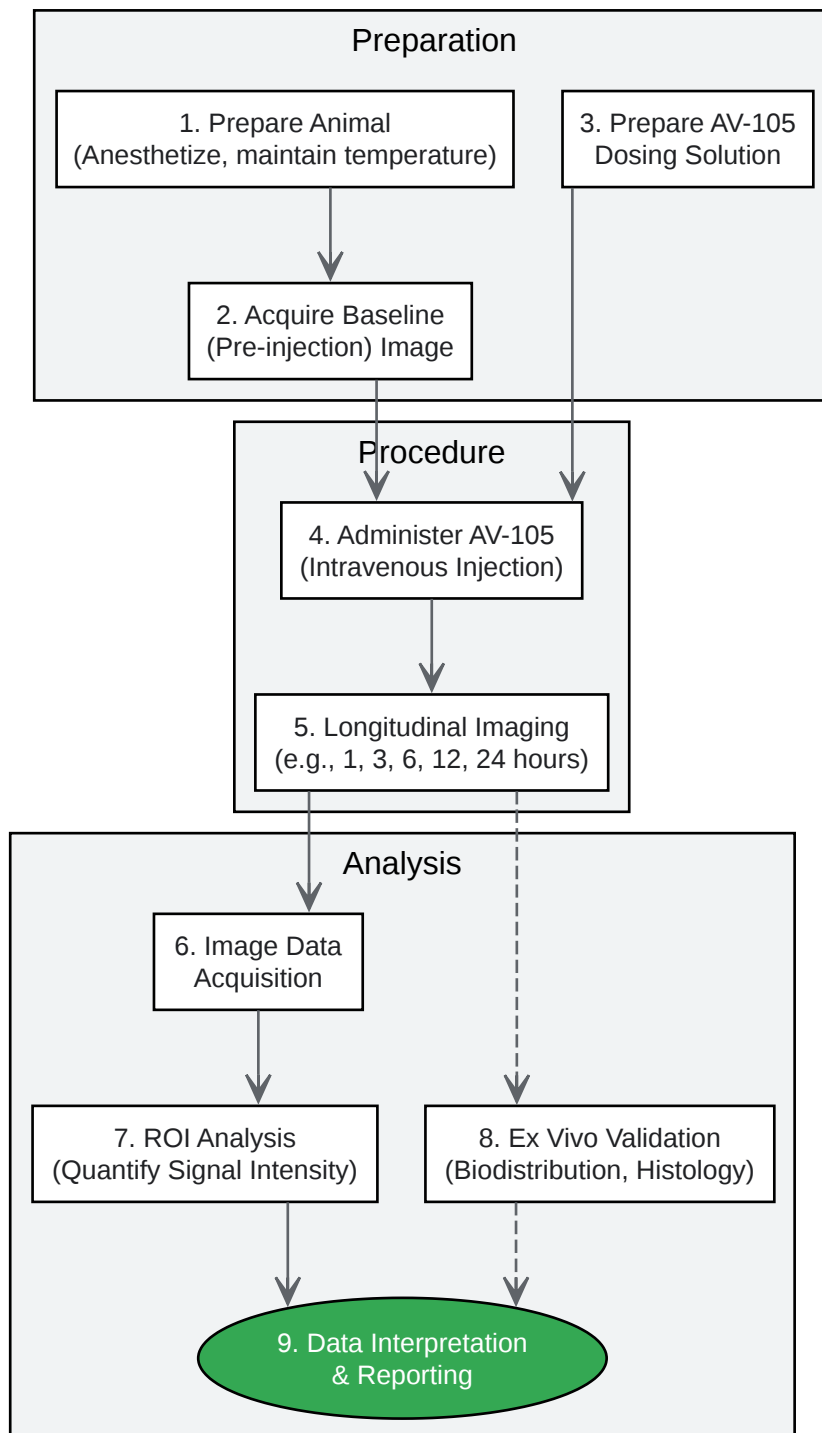 Preparation
1. Prepare Animal
(Anesthetize, maintain temperature)
3. Prepare AV-105
Dosing Solution
2. Acquire Baseline
(Pre-injection) Image
Procedure
4. Administer AV-105
(Intravenous Injection)
5. Longitudinal Imaging
(e.g., 1, 3, 6, 12, 24 hours)
Analysis
6. Image Data
Acquisition
7. ROI Analysis
(Quantify Signal Intensity)
8. Ex Vivo Validation
(Biodistribution, Histology)
9. Data Interpretation
& Reporting